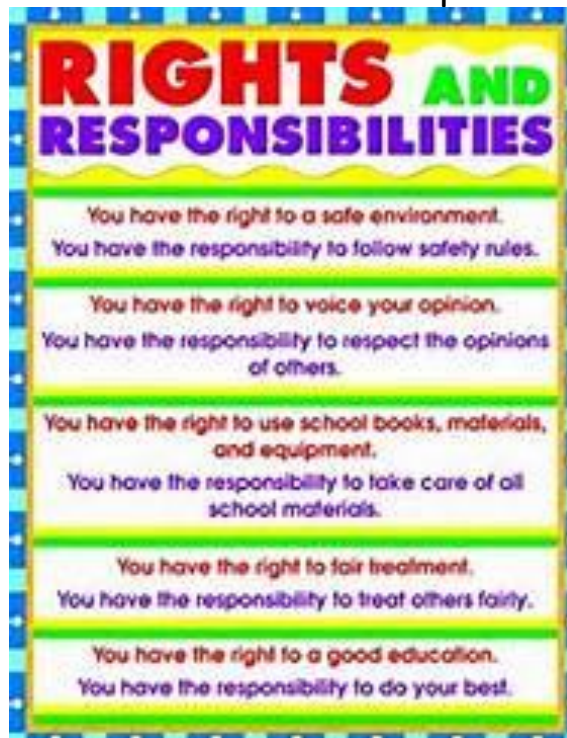 RIGHTS AND
RESPONSIBILITIES
You have the right to a safe environment.
You have the responsibility to follow safety rules.
You have the right to voice your opinion.
You have the responsibility to respect the opinions
of others.
You have the right to use school books, materials,
and equipment.
You have the responsibility to take care of all
school materials.
You have the right to fair treatment.
You have the responsibility to treat others fairly.
You have the right to a good education.
You have the responsibility to do your best.